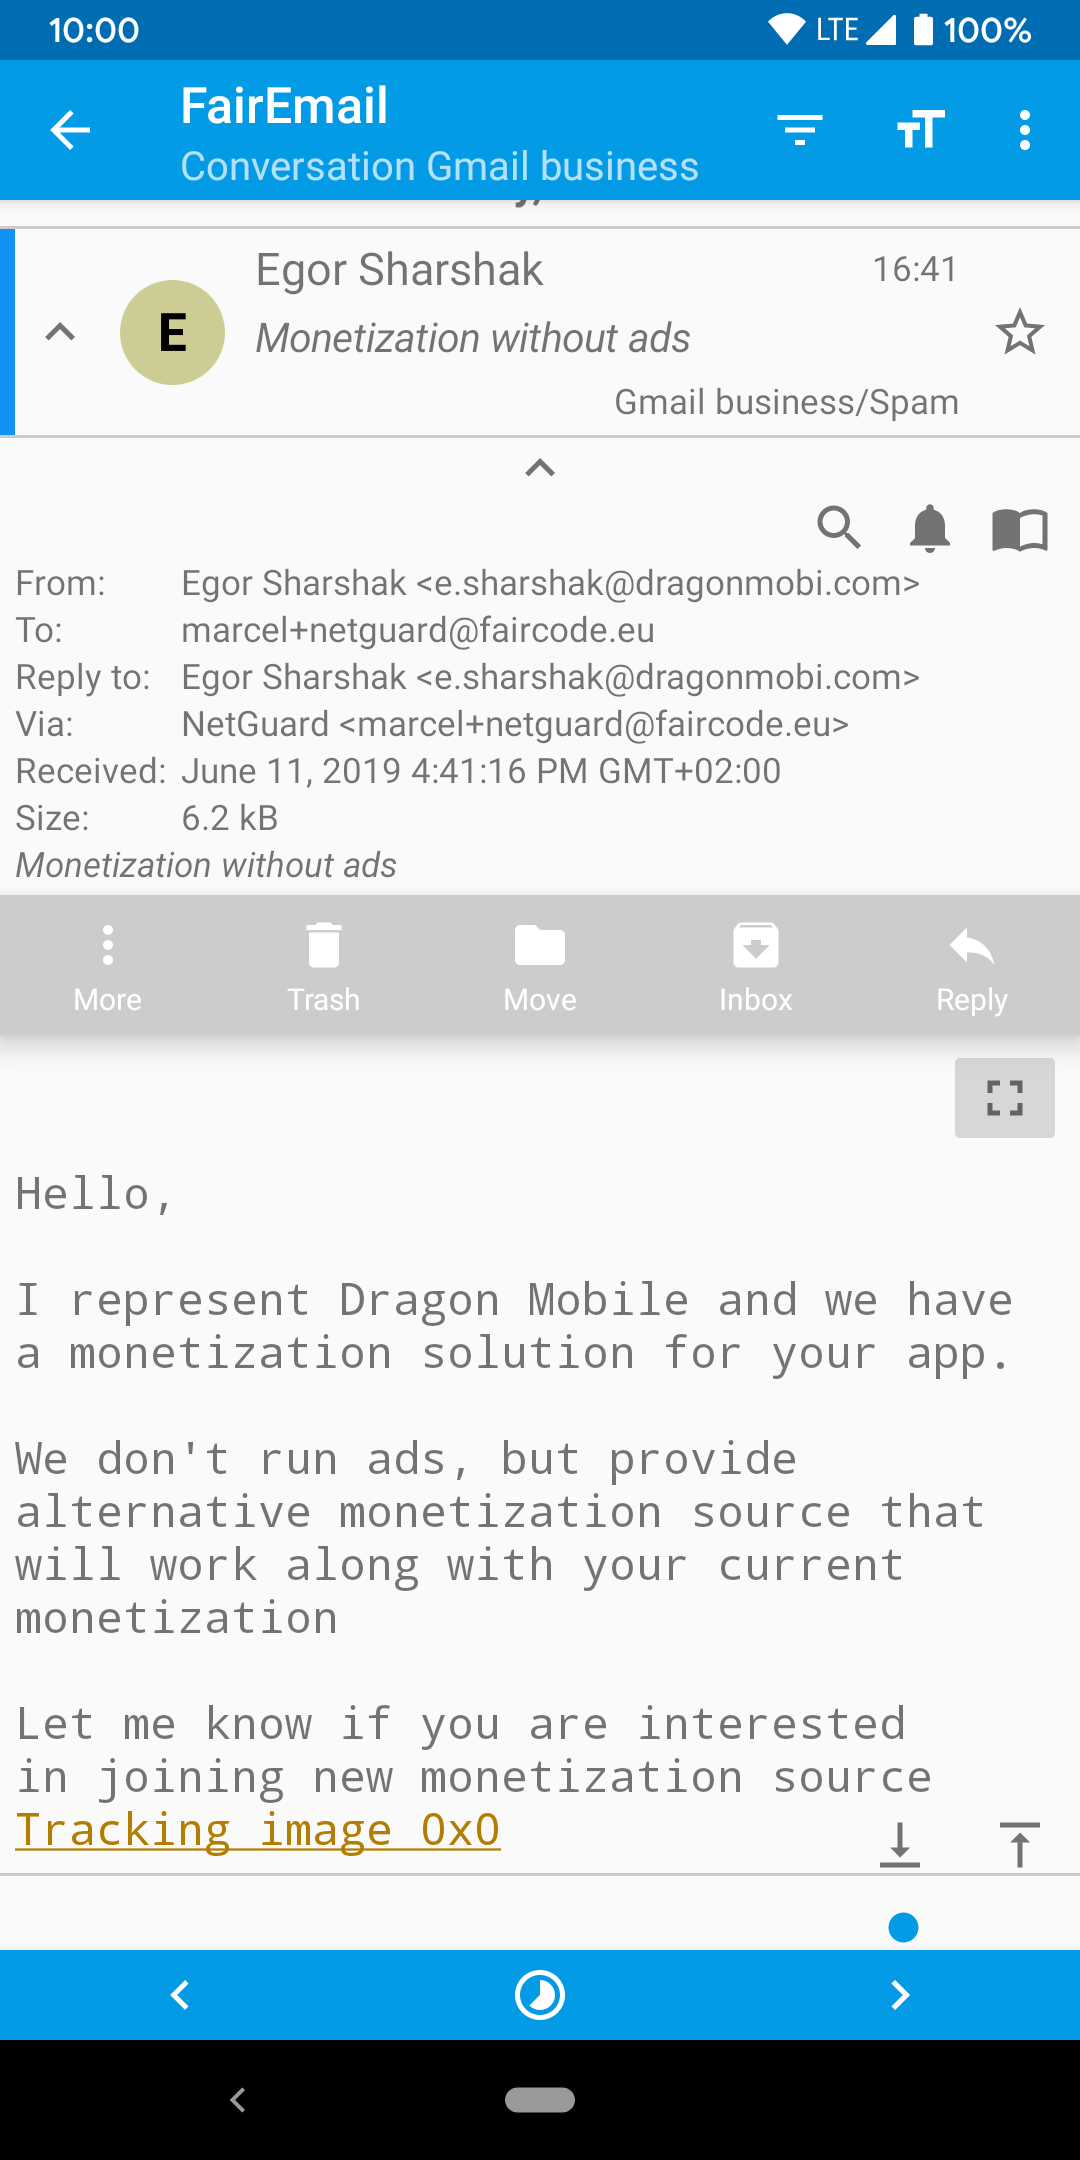 10:00 LTE 100%
FairEmail
Conversation Gmail business
Egor Sharshak 16:41
E
Monetization without ads
Gmail business/Spam
From: Egor Sharshak <e.sharshak@dragonmobi.com>
To: marcel+netguard@faircode.eu
Reply to: Egor Sharshak <e.sharshak@dragonmobi.com>
Via: NetGuard <marcel+netguard@faircode.eu>
Received: June 11, 2019 4:41:16 PM GMT+02:00
Size: 6.2 kB
Monetization without ads
More Trash Move Inbox Reply
Hello,
I represent Dragon Mobile and we have
a monetization solution for your app.
We don't run ads, but provide
alternative monetization source that
will work along with your current
monetization
Let me know if you are interested
in joining new monetization source
Tracking image 0x0